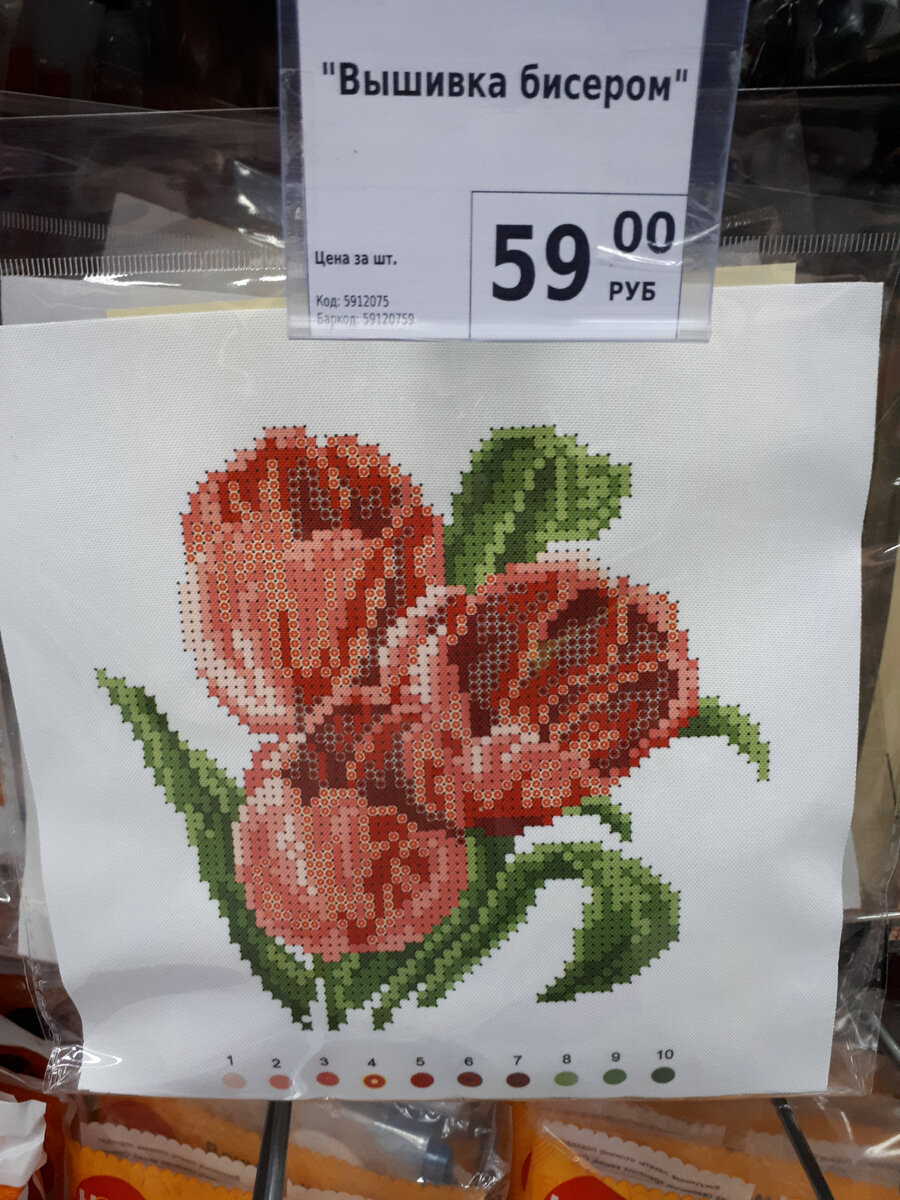 "Вышивка бисером"
59 00
РУБ
Цена за шт.
Код: 5912075
Баркод: 59120759
1 2 3 4 5 6 7 8 9 10